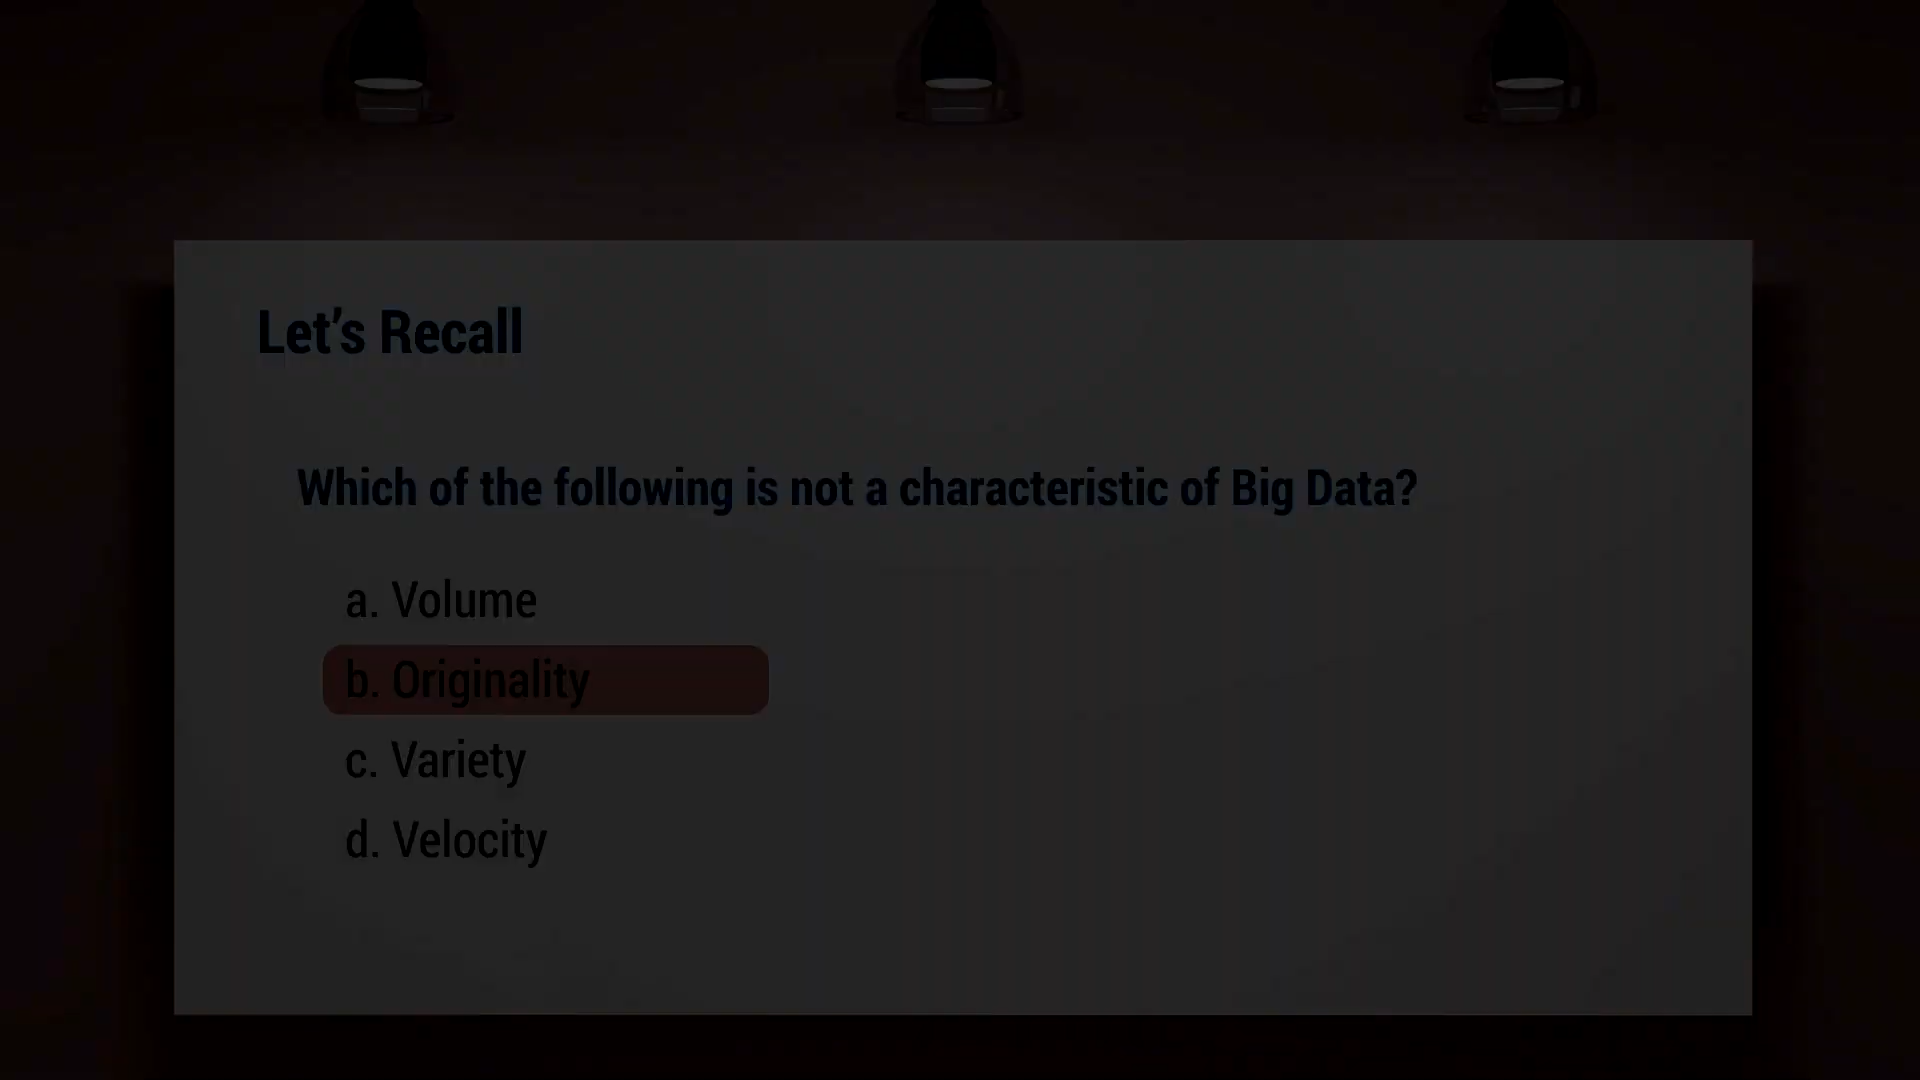 Let’s Recall
Which of the following is not a characteristic of Big Data?
a. Volume
b. Originality
c. Variety
d. Velocity